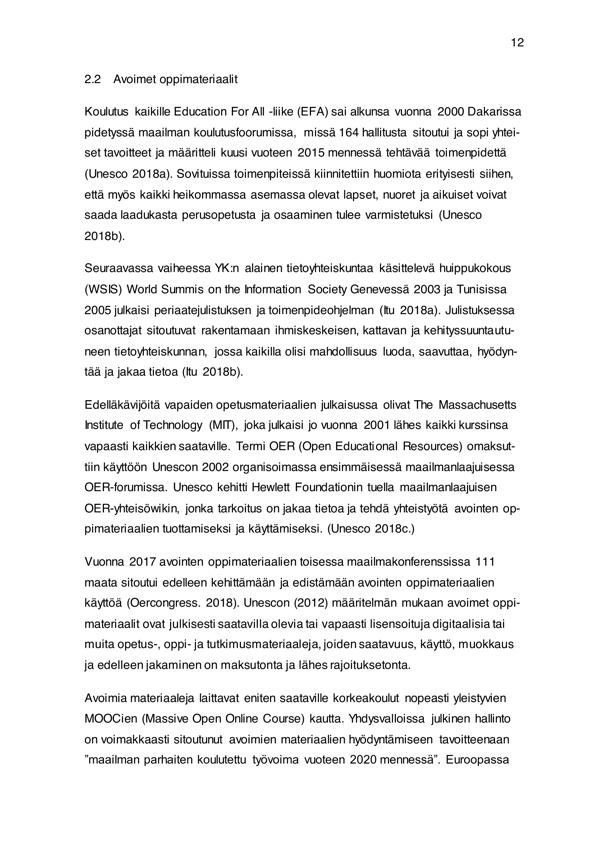 12
2.2 Avoimet oppimateriaalit
Koulutus kaikille Education For All -liike (EFA) sai alkunsa vuonna 2000 Dakarissa
pidetyssä maailman koulutusfoorumissa, missä 164 hallitusta sitoutui ja sopi yhtei-
set tavoitteet ja määritteli kuusi vuoteen 2015 mennessä tehtävää toimenpidettä
(Unesco 2018a). Sovituissa toimenpiteissä kiinnitettiin huomiota erityisesti siihen,
että myös kaikki heikommassa asemassa olevat lapset, nuoret ja aikuiset voivat
saada laadukasta perusopetusta ja osaaminen tulee varmistetuksi (Unesco
2018b).
Seuraavassa vaiheessa YK:n alainen tietoyhteiskuntaa käsittelevä huippukokous
(WSIS) World Summis on the Information Society Genevessä 2003 ja Tunisissa
2005 julkaisi periaatejulistuksen ja toimenpideohjelman (Itu 2018a). Julistuksessa
osanottajat sitoutuvat rakentamaan ihmiskeskeisen, kattavan ja kehityssuuntautu-
neen tietoyhteiskunnan, jossa kaikilla olisi mahdollisuus luoda, saavuttaa, hyödyn-
tää ja jakaa tietoa (Itu 2018b).
Edelläkävijöitä vapaiden opetusmateriaalien julkaisussa olivat The Massachusetts
Institute of Technology (MIT), joka julkaisi jo vuonna 2001 lähes kaikki kurssinsa
vapaasti kaikkien saataville. Termi OER (Open Educational Resources) omaksut-
tiin käyttöön Unescon 2002 organisoimassa ensimmäisessä maailmanlaajuisessa
OER-forumissa. Unesco kehitti Hewlett Foundationin tuella maailmanlaajuisen
OER-yhteisöwikin, jonka tarkoitus on jakaa tietoa ja tehdä yhteistyötä avointen op-
pimateriaalien tuottamiseksi ja käyttämiseksi. (Unesco 2018c.)
Vuonna 2017 avointen oppimateriaalien toisessa maailmakonferenssissa 111
maata sitoutui edelleen kehittämään ja edistämään avointen oppimateriaalien
käyttöä (Oercongress. 2018). Unescon (2012) määritelmän mukaan avoimet oppi-
materiaalit ovat julkisesti saatavilla olevia tai vapaasti lisensoituja digitaalisia tai
muita opetus-, oppi- ja tutkimusmateriaaleja, joiden saatavuus, käyttö, muokkaus
ja edelleen jakaminen on maksutonta ja lähes rajoituksetonta.
Avoimia materiaaleja laittavat eniten saataville korkeakoulut nopeasti yleistyvien
MOOCien (Massive Open Online Course) kautta. Yhdysvalloissa julkinen hallinto
on voimakkaasti sitoutunut avoimien materiaalien hyödyntämiseen tavoitteenaan
”maailman parhaiten koulutettu työvoima vuoteen 2020 mennessä”. Euroopassa